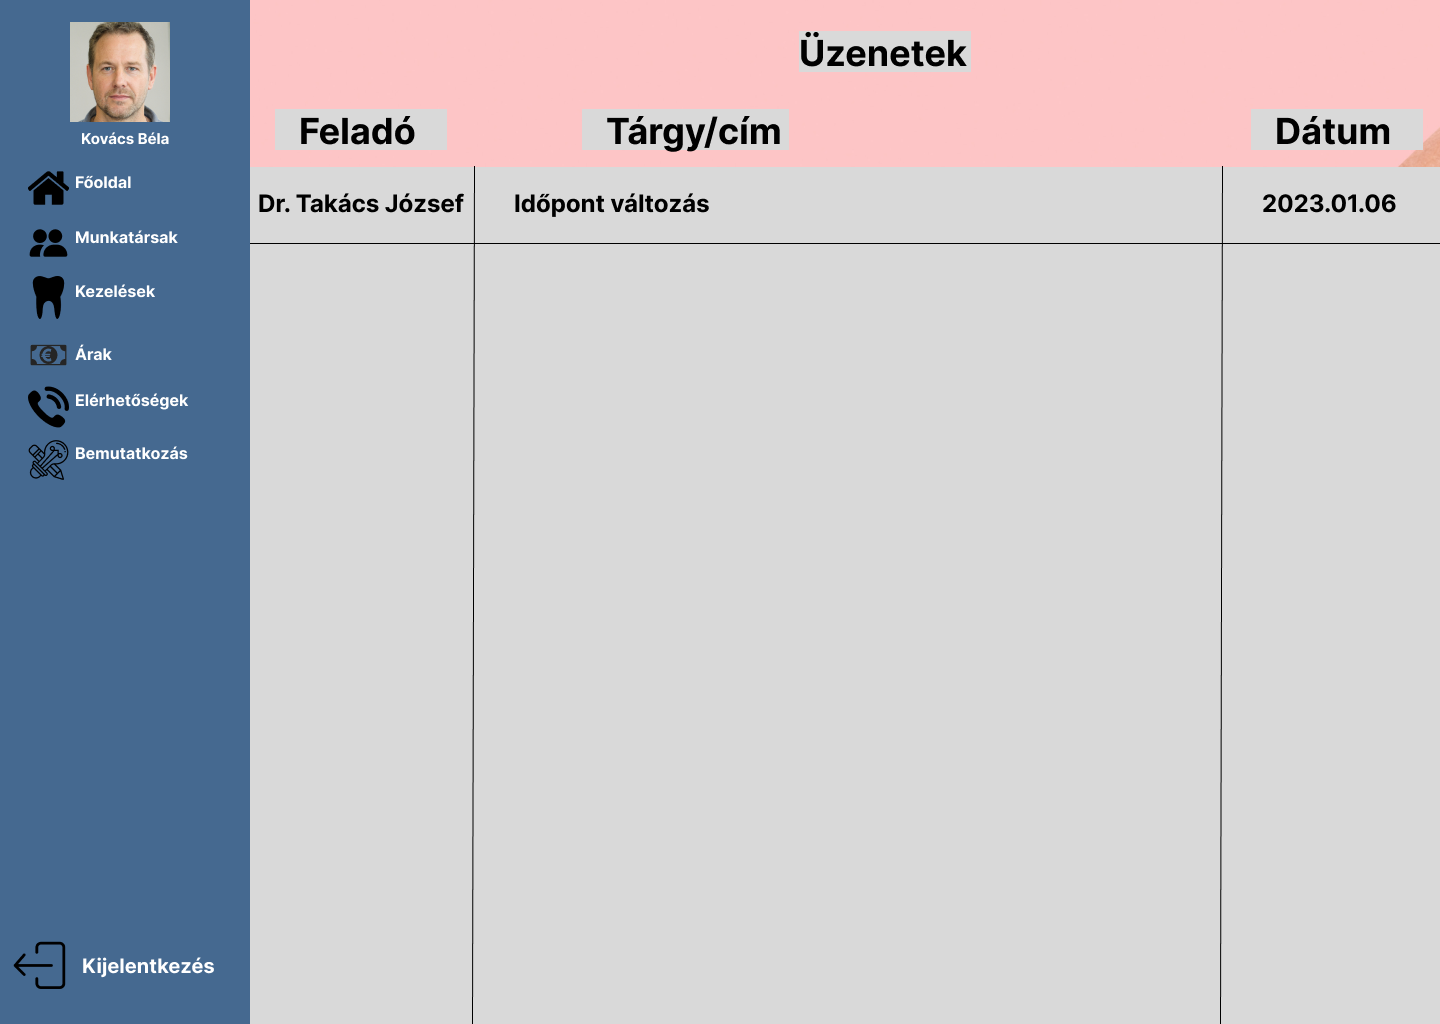 Kovács Béla
Főoldal
Munkatársak
Kezelések
Árak
Elérhetőségek
Bemutatkozás
Kijelentkezés
Üzenetek
Feladó Tárgy/cím Dátum
Dr. Takács József Időpont változás 2023.01.06